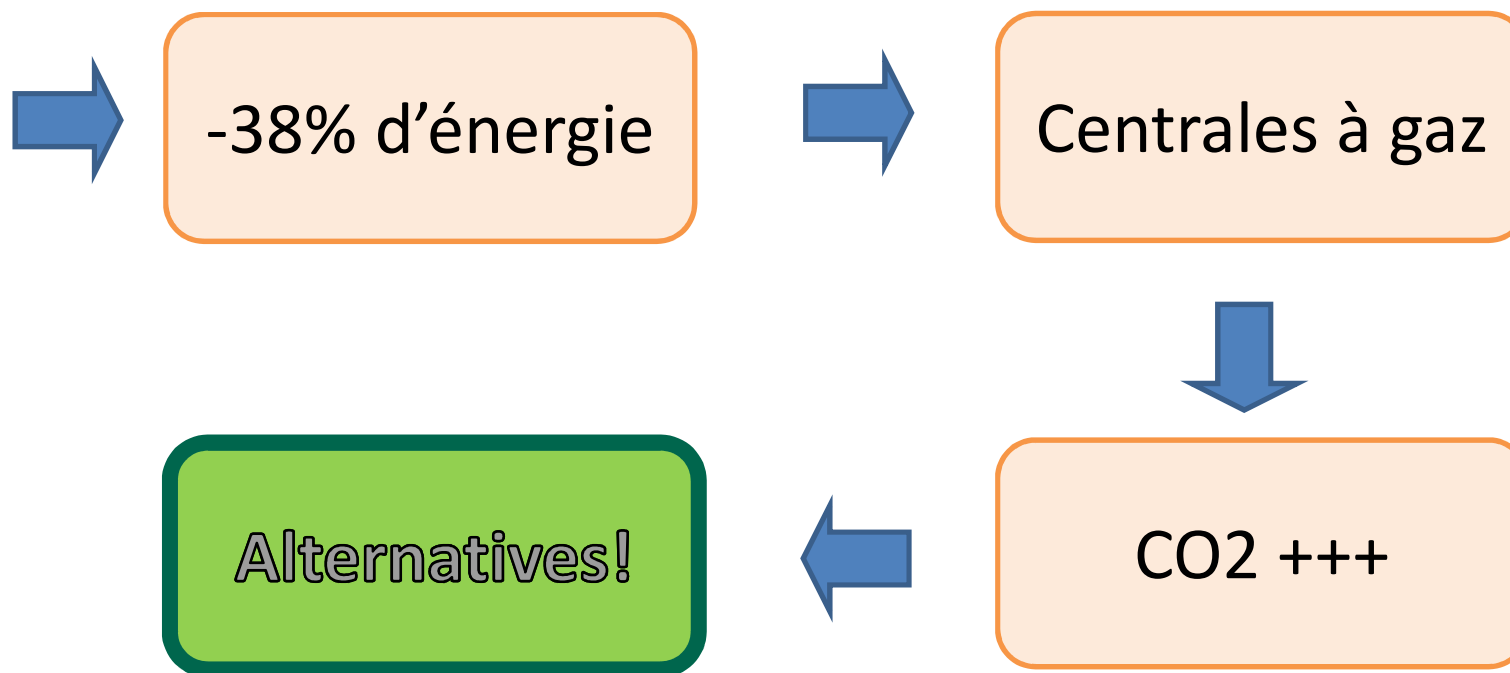 -38% d’énergie
Centrales à gaz
CO2 +++
Alternatives!